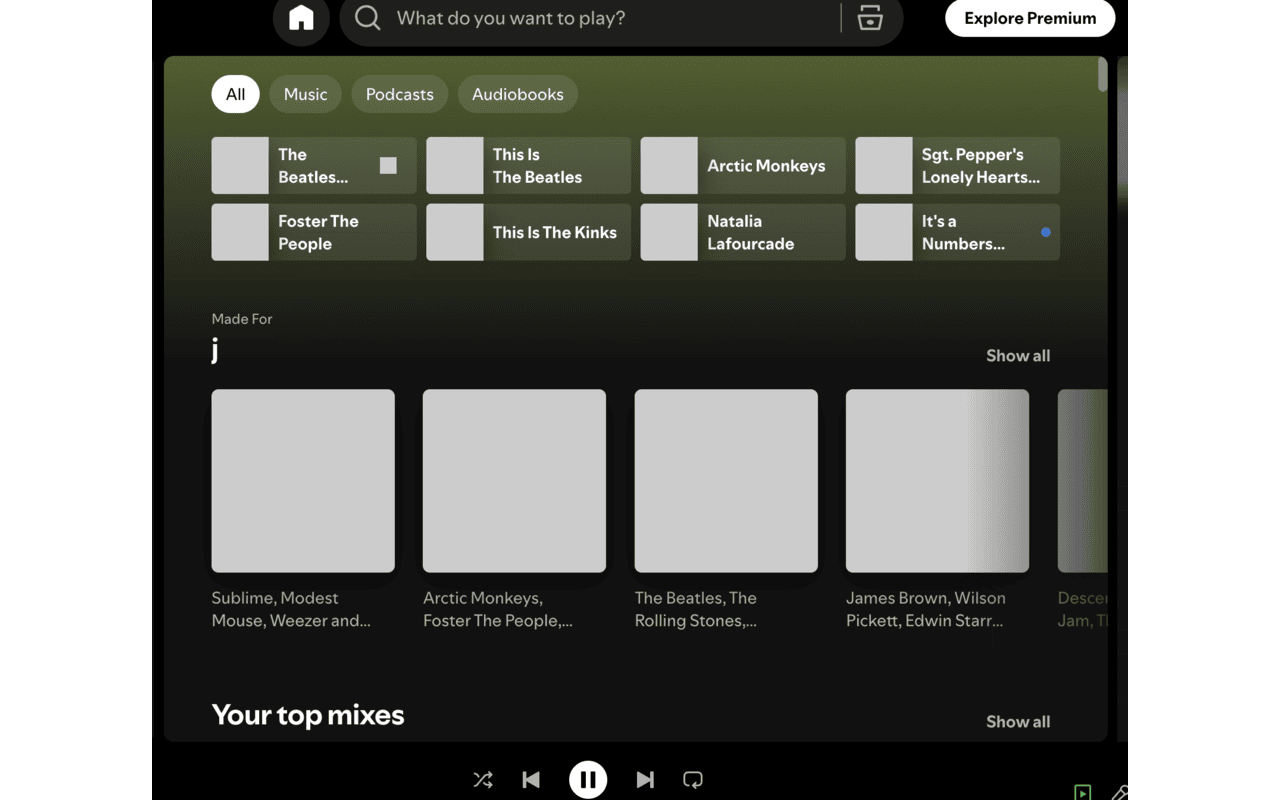 What do you want to play?
Explore Premium
All
Music
Podcasts
Audiobooks
The
Beatles...
This Is
The Beatles
Arctic Monkeys
Sgt. Pepper's
Lonely Hearts...
Foster The
People
This Is The Kinks
Natalia
Lafourcade
It's a
Numbers...
Made For
j
Show all
Sublime, Modest
Mouse, Weezer and...
Arctic Monkeys,
Foster The People,...
The Beatles, The
Rolling Stones,...
James Brown, Wilson
Pickett, Edwin Starr...
Jam,
Your top mixes
Show all